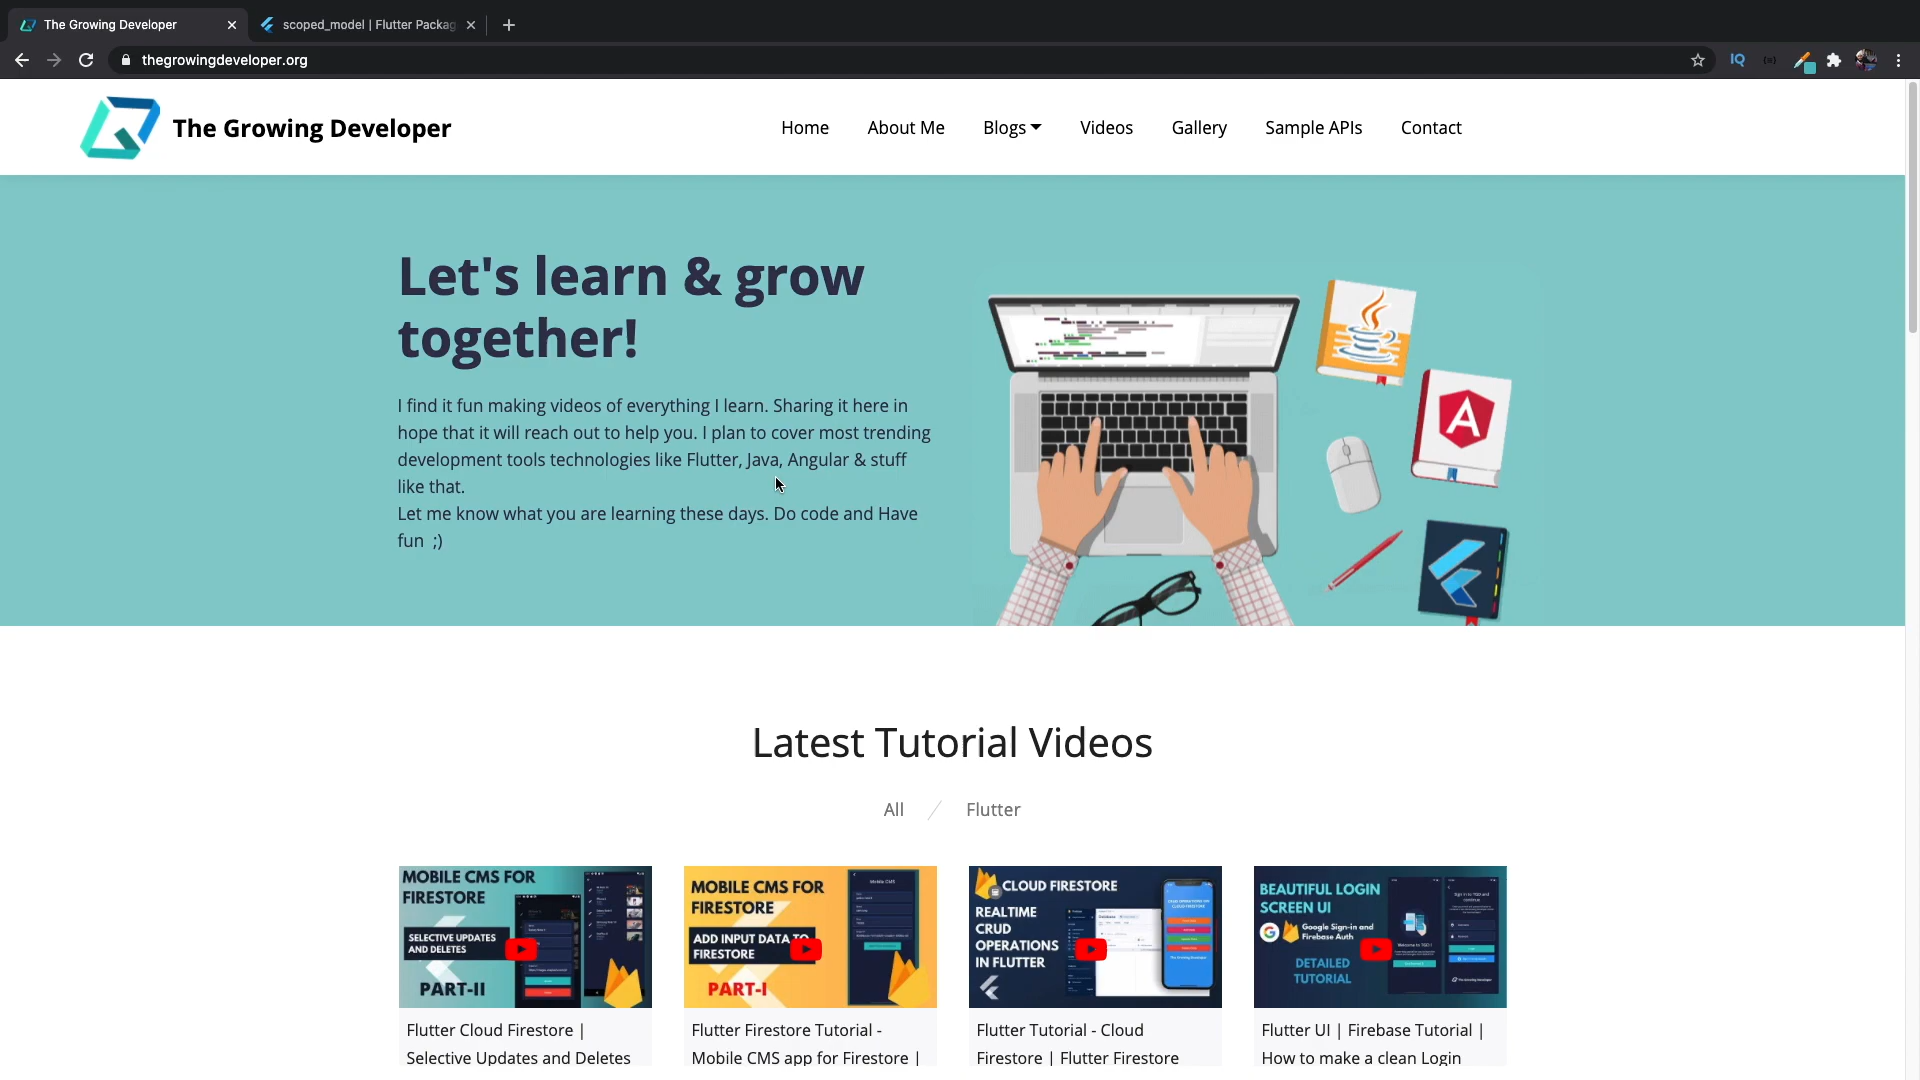 The Growing Developer
scoped_model | Flutter Packag
thegrowingdeveloper.org
IQ
The Growing Developer
Home
About Me
Blogs
Videos
Gallery
Sample APIs
Contact
Let's learn & grow
together!
I find it fun making videos of everything I learn. Sharing it here in
hope that it will reach out to help you. I plan to cover most trending
development tools technologies like Flutter, Java, Angular & stuff
like that.
Let me know what you are learning these days. Do code and Have
fun ;)
Latest Tutorial Videos
All
Flutter
MOBILE CMS FOR
FIRESTORE
SELECTIVE UPDATES
AND DELETES
PART-II
Flutter Cloud Firestore |
Selective Updates and Deletes
MOBILE CMS FOR
FIRESTORE
Mobile CMS
ADD INPUT DATA TO
FIRESTORE
PART-I
Flutter Firestore Tutorial -
Mobile CMS app for Firestore |
CLOUD FIRESTORE
REALTIME
CRUD
OPERATIONS
IN FLUTTER
Flutter Tutorial - Cloud
Firestore | Flutter Firestore
BEAUTIFUL LOGIN
SCREEN UI
Google Sign-in and
Firebase Auth
DETAILED
TUTORIAL
Flutter UI | Firebase Tutorial |
How to make a clean Login